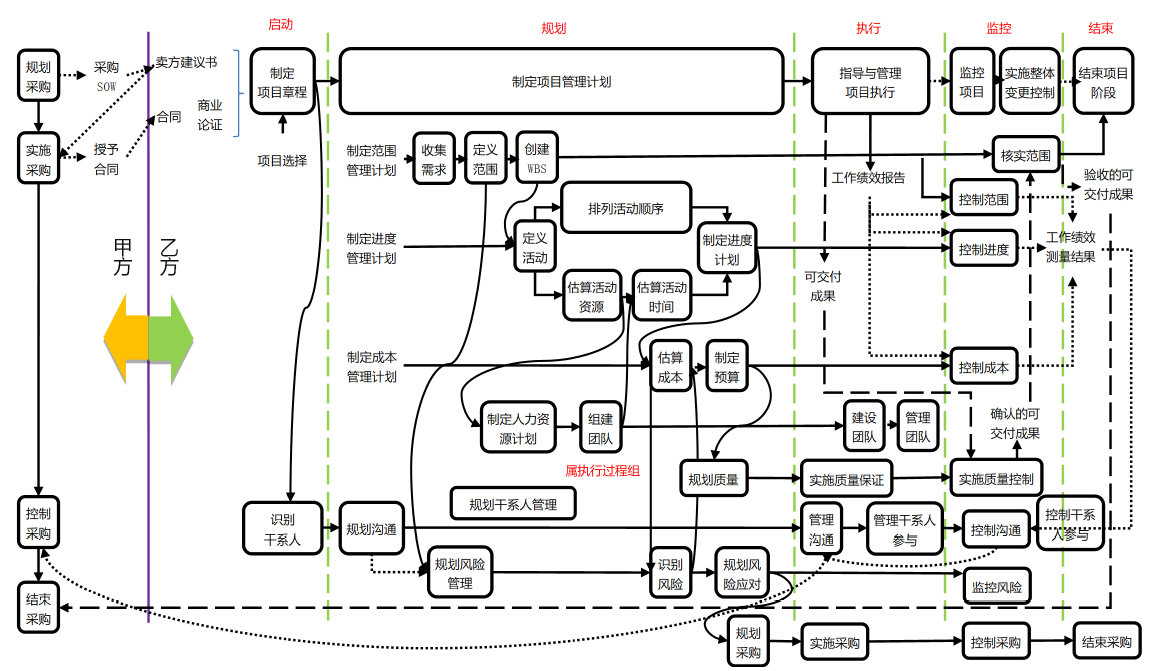 启动
规划
执行
监控
结束
规划
采购
采购
SOW
卖方建议书
商业
论证
合同
实施
采购
授予
合同
制定
项目章程
项目选择
制定项目管理计划
指导与管理
项目执行
监控
项目
实施整体
变更控制
结束项目
阶段
制定范围
管理计划
收集
需求
定义
范围
创建
WBS
核实范围
工作绩效报告
验收的可
交付成果
排列活动顺序
控制范围
制定进度
管理计划
定义
活动
制定进度
计划
控制进度
工作绩效
测量结果
甲
方
乙
方
估算活动
资源
估算活动
时间
可交付
成果
制定成本
管理计划
估算
成本
制定
预算
控制成本
制定人力资
源计划
组建
团队
建设
团队
管理
团队
确认的可
交付成果
属执行过程组
规划质量
实施质量保证
实施质量控制
规划干系人管理
控制
采购
识别
干系人
规划沟通
管理
沟通
管理干系人
参与
控制沟通
控制干系
人参与
规划风险
管理
识别
风险
规划风
险应对
监控风险
结束
采购
规划
采购
实施采购
控制采购
结束采购